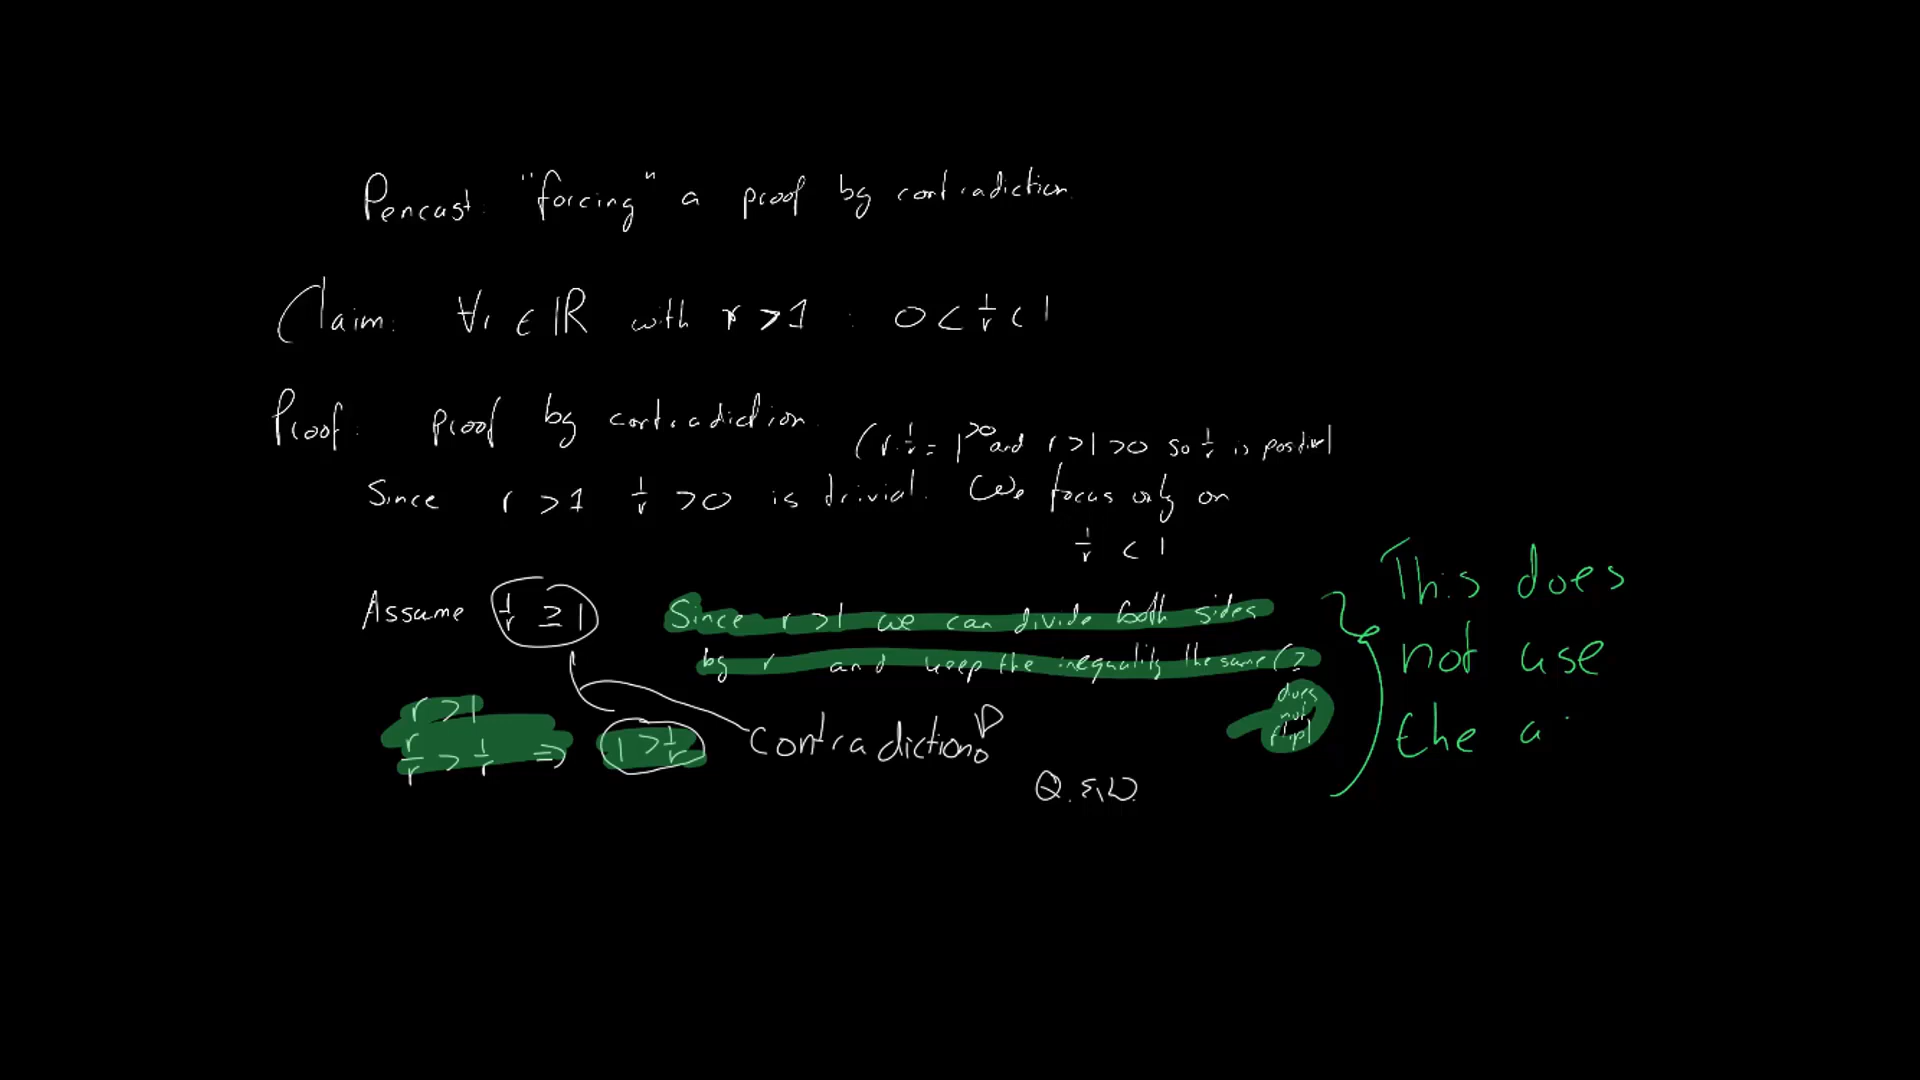 Pencast: "forcing" a proof by contradiction.
Claim: ∀r ∈ ℝ with r > 1 : 0 < 1/r < 1
Proof: proof by contradiction.
(r·1/r = 1 >0 and r > 1 > 0 so 1/r is positive)
Since r > 1 1/r > 0 is trivial. We focus only on
1/r < 1
Assume 1/r ≥ 1
Since r > 1 we can divide both sides
by r and keep the inequality the same (≥
does
not
flip)
r > 1
r/r > 1/r ⇒ 1 > 1/r
Contradiction!
Q.E.D.
This does
not use
the a